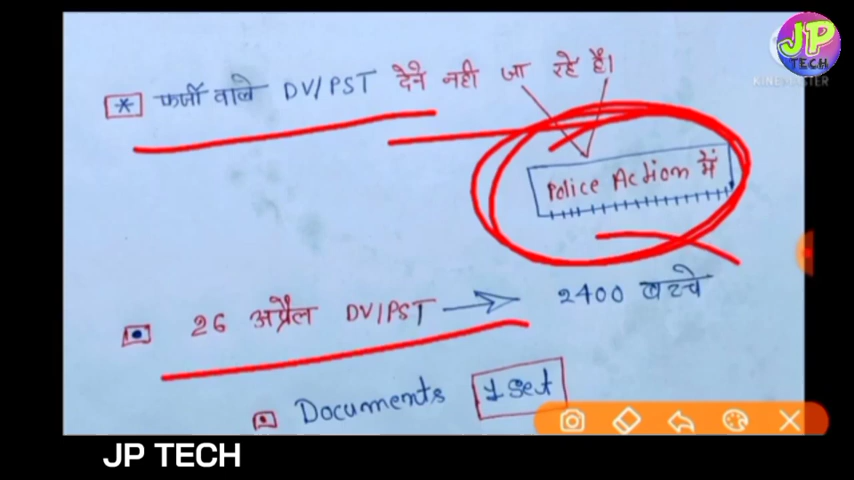 JP
TECH
KINEMASTER
* फर्जी वाले DV/PST देने नही जा रहे है।
Police Action में
26 अप्रैल DV/PST → 2400 बच्चे
Documents 1 Set
JP TECH